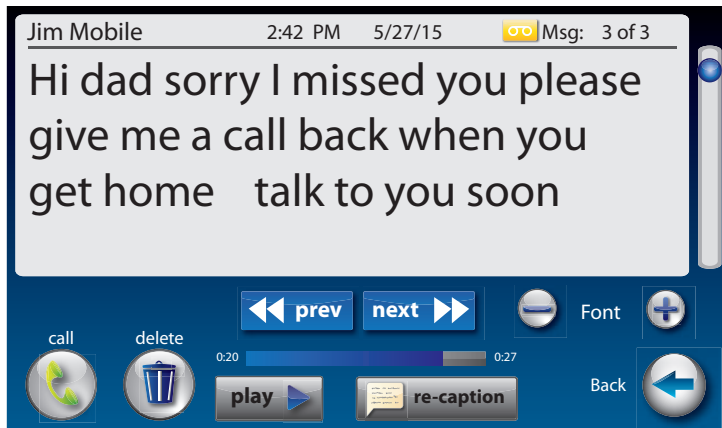 Jim Mobile 2:42 PM 5/27/15 Msg: 3 of 3
Hi dad sorry I missed you please
give me a call back when you
get home talk to you soon
prev next Font
call delete
0:20 0:27
play re-caption Back